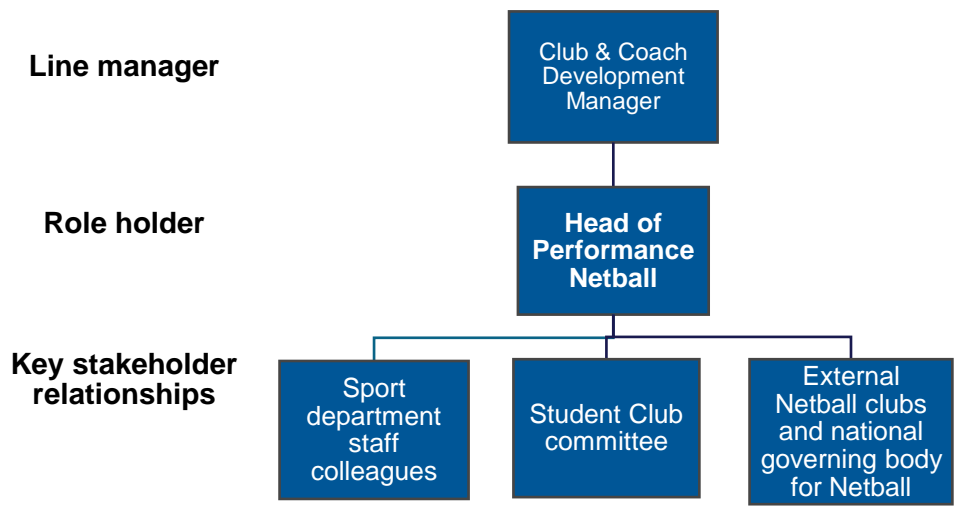 Line manager
Club & Coach
Development
Manager
Role holder
Head of
Performance
Netball
Key stakeholder
relationships
Sport
department
staff
colleagues
Student Club
committee
External
Netball clubs
and national
governing body
for Netball